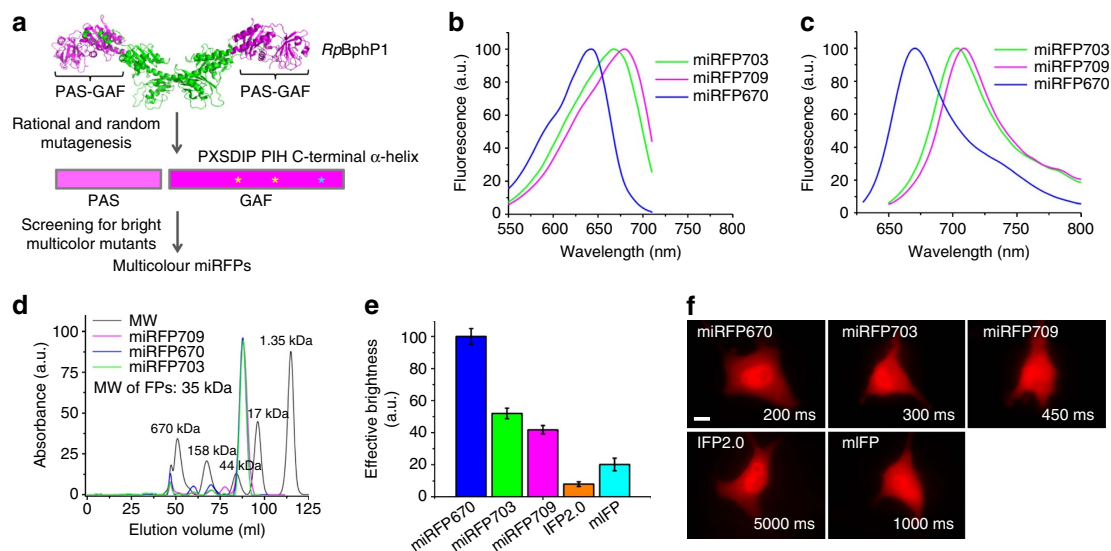 a
RpBphP1
PAS-GAF
PAS-GAF
Rational and random
mutagenesis
PXSDIP PIH C-terminal α-helix
*
*
*
PAS
GAF
Screening for bright
multicolor mutants
Multicolour miRFPs
b
Fluorescence (a.u.)
100
80
60
40
20
0
550 600 650 700 750 800
Wavelength (nm)
miRFP703
miRFP709
miRFP670
c
Fluorescence (a.u.)
100
80
60
40
20
0
650 700 750 800
Wavelength (nm)
miRFP703
miRFP709
miRFP670
d
Absorbance (a.u.)
100
75
50
25
0
0 25 50 75 100 125
Elution volume (ml)
MW
miRFP709
miRFP670
miRFP703
MW of FPs: 35 kDa
670 kDa
158 kDa
44 kDa
17 kDa
1.35 kDa
e
Effective brightness
(a.u.)
100
80
60
40
20
0
miRFP670
miRFP703
miRFP709
IFP2.0
mIFP
f
miRFP670
200 ms
miRFP703
300 ms
miRFP709
450 ms
IFP2.0
5000 ms
mIFP
1000 ms